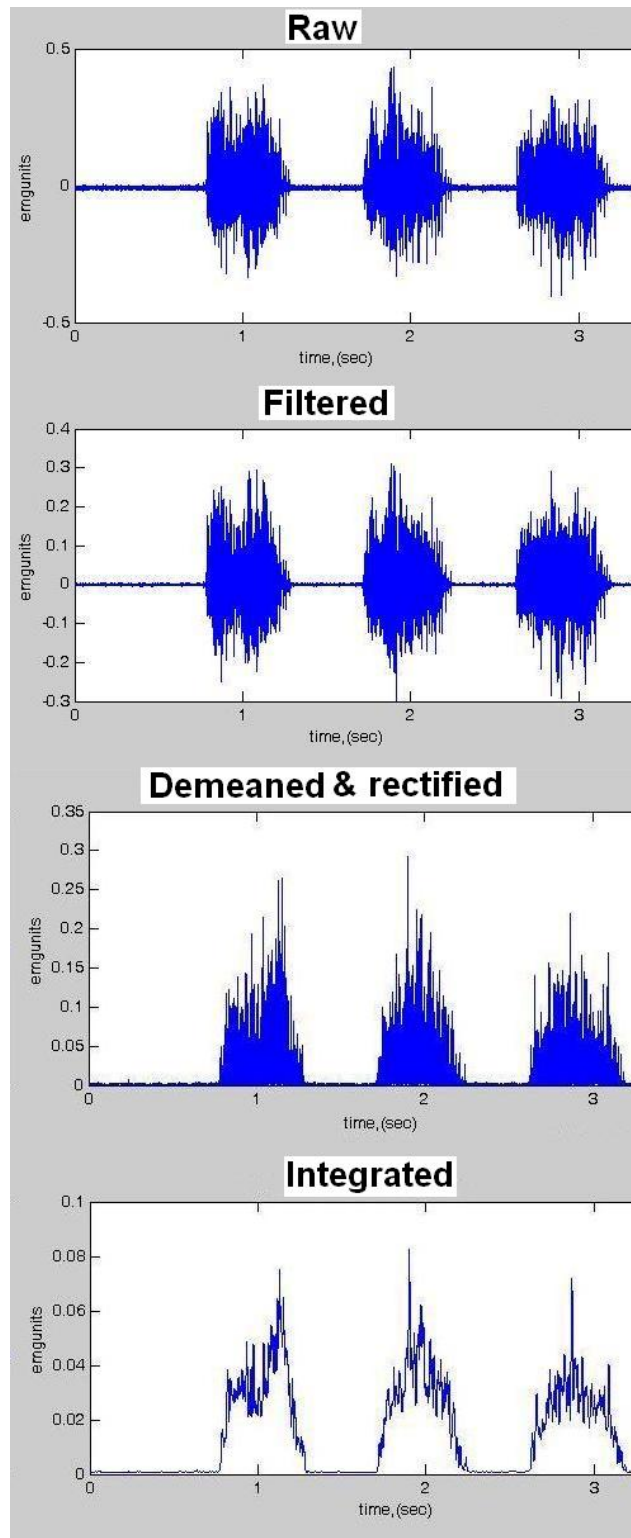 Raw
0.5
0
-0.5
emgunits
0 1 2 3
time,(sec)
Filtered
0.4
0.3
0.2
0.1
0
-0.1
-0.2
-0.3
emgunits
0 1 2 3
time,(sec)
Demeaned & rectified
0.35
0.3
0.25
0.2
0.15
0.1
0.05
0
emgunits
0 1 2 3
time,(sec)
Integrated
0.1
0.08
0.06
0.04
0.02
0
emgunits
0 1 2 3
time,(sec)